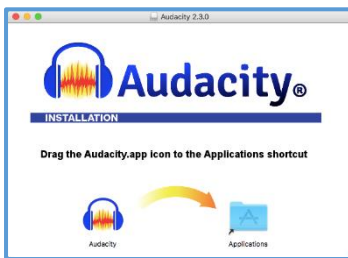 Audacity 2.3.0
Audacity®
INSTALLATION
Drag the Audacity.app icon to the Applications shortcut
Audacity
Applications